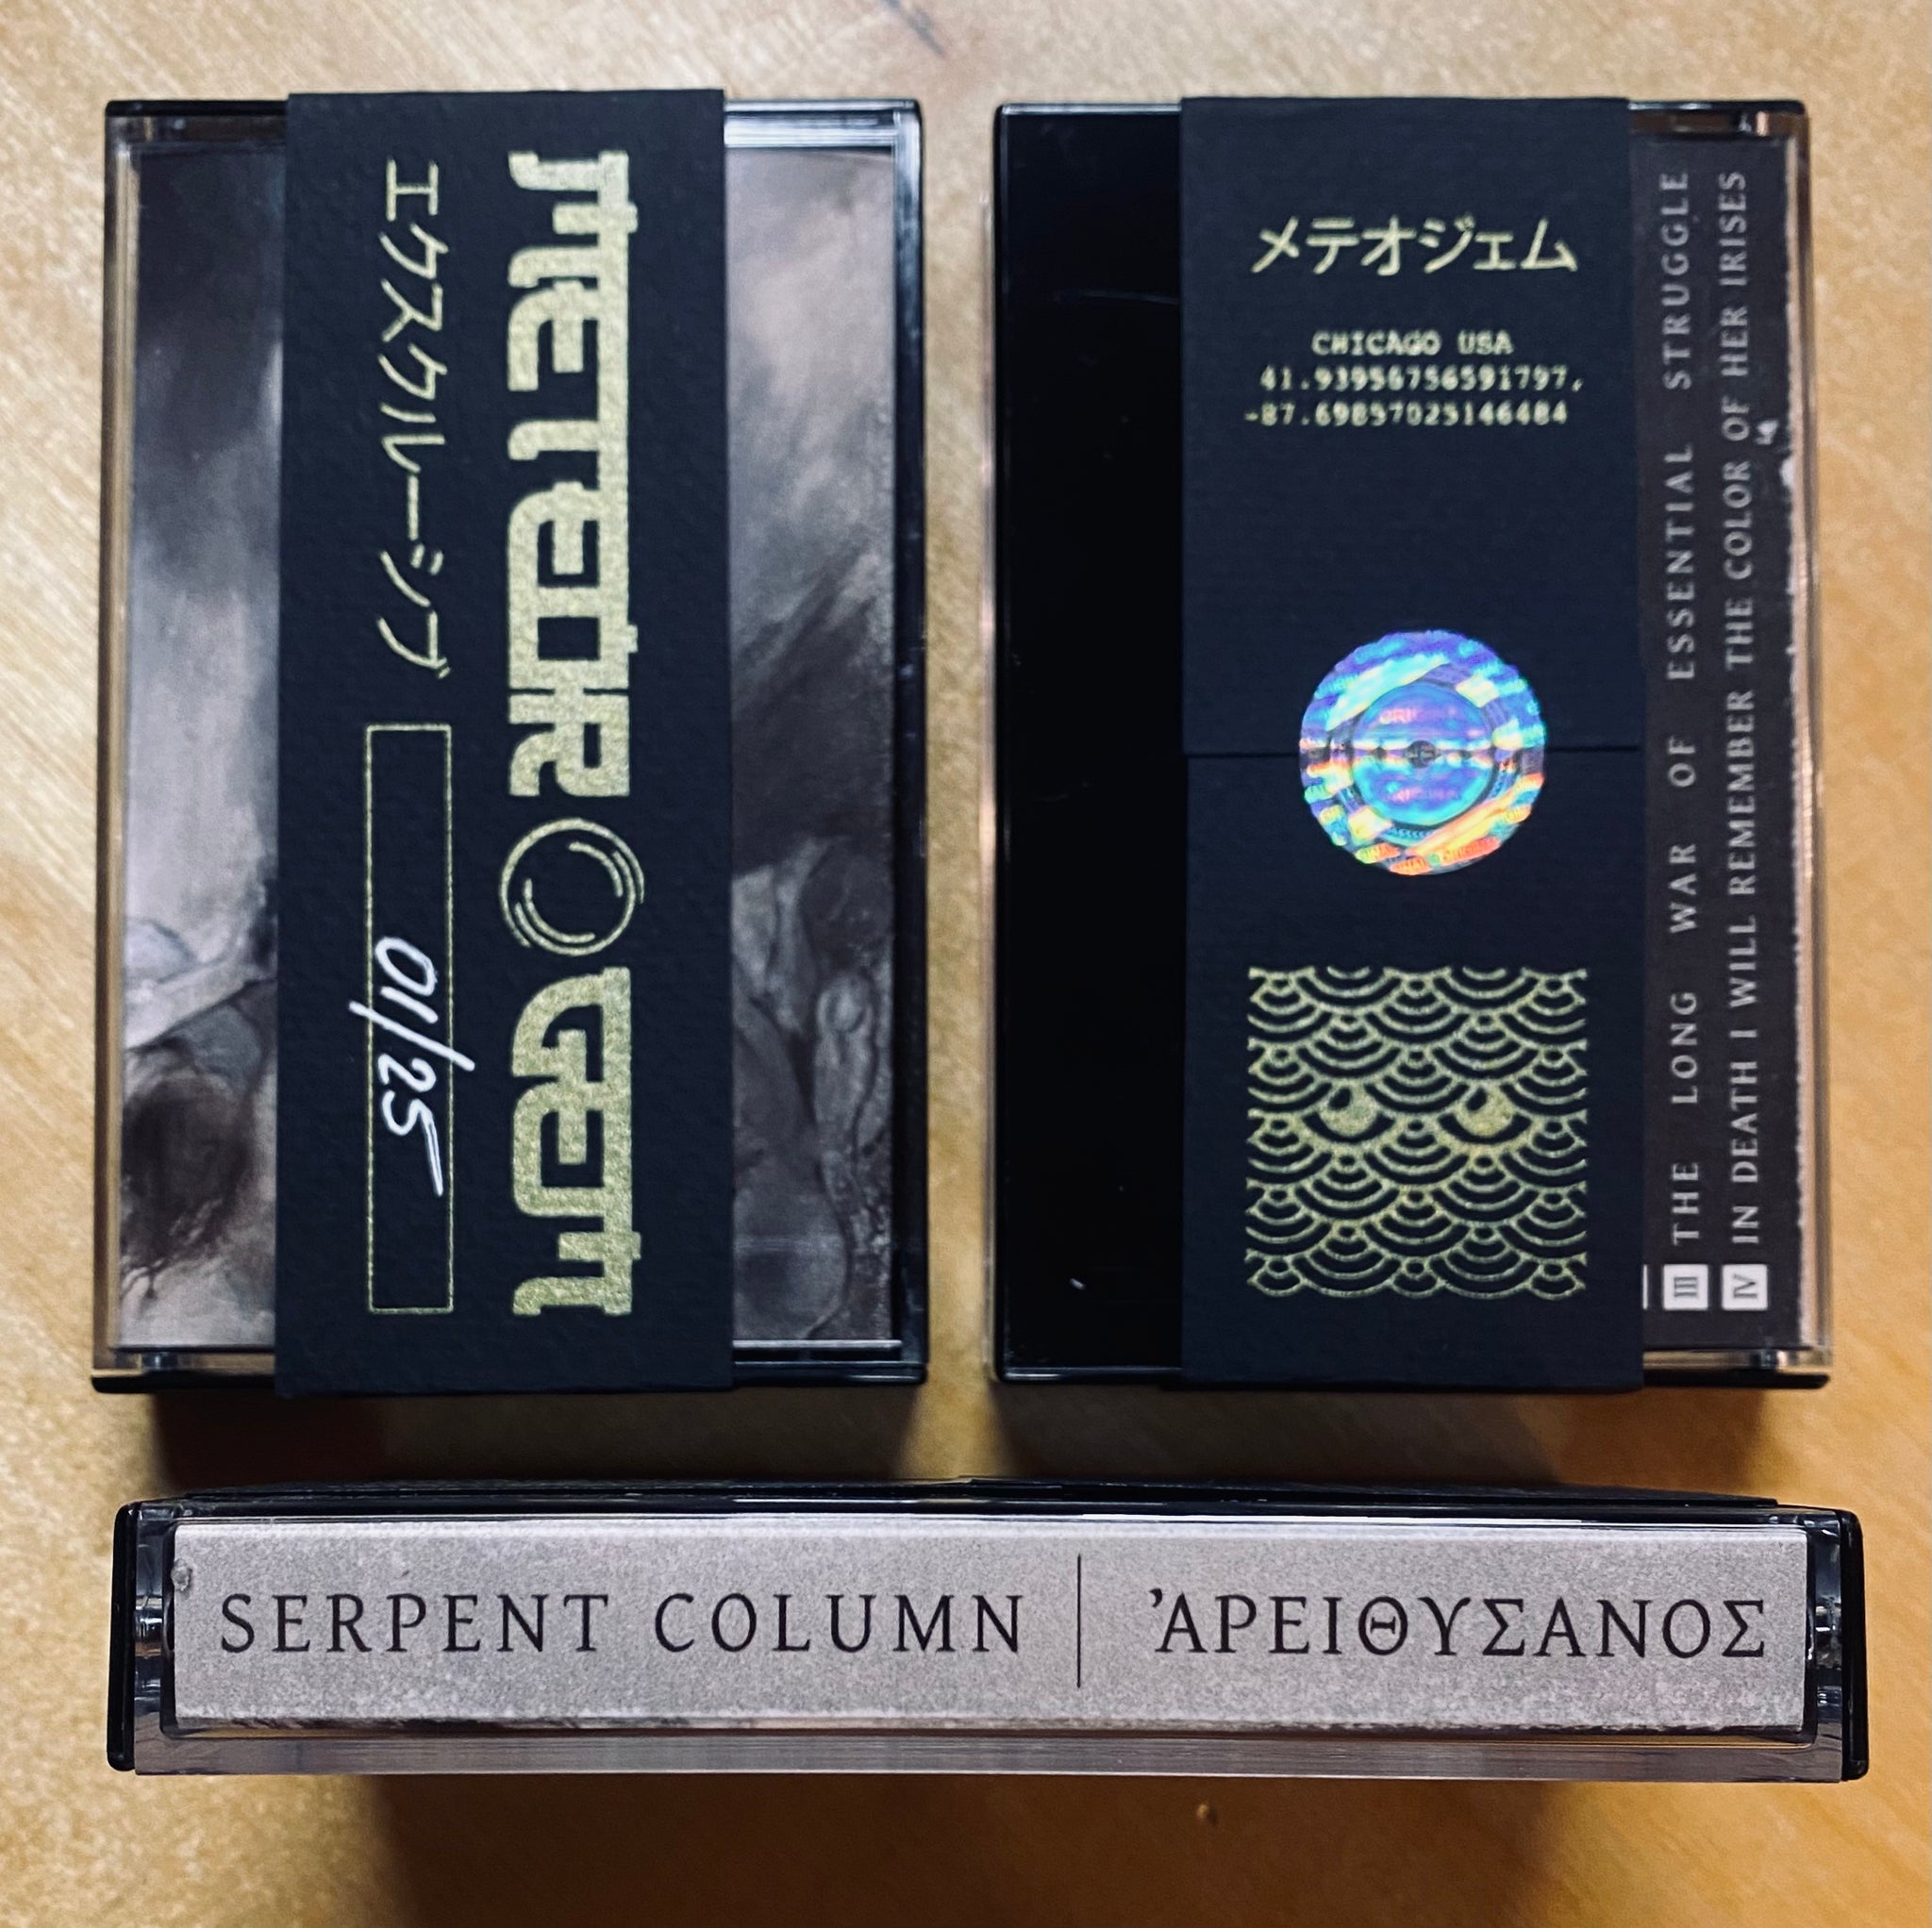 METEOR GEM
エクスクルーシブ
01/25
メテオジェム
CHICAGO USA
41.93956756591797,
-87.69857025146484
III THE LONG WAR OF ESSENTIAL STRUGGLE
IV IN DEATH I WILL REMEMBER THE COLOR OF HER IRISES
SERPENT COLUMN | ᾿ΑΡΕΙΘΥΣΑΝΟΣ